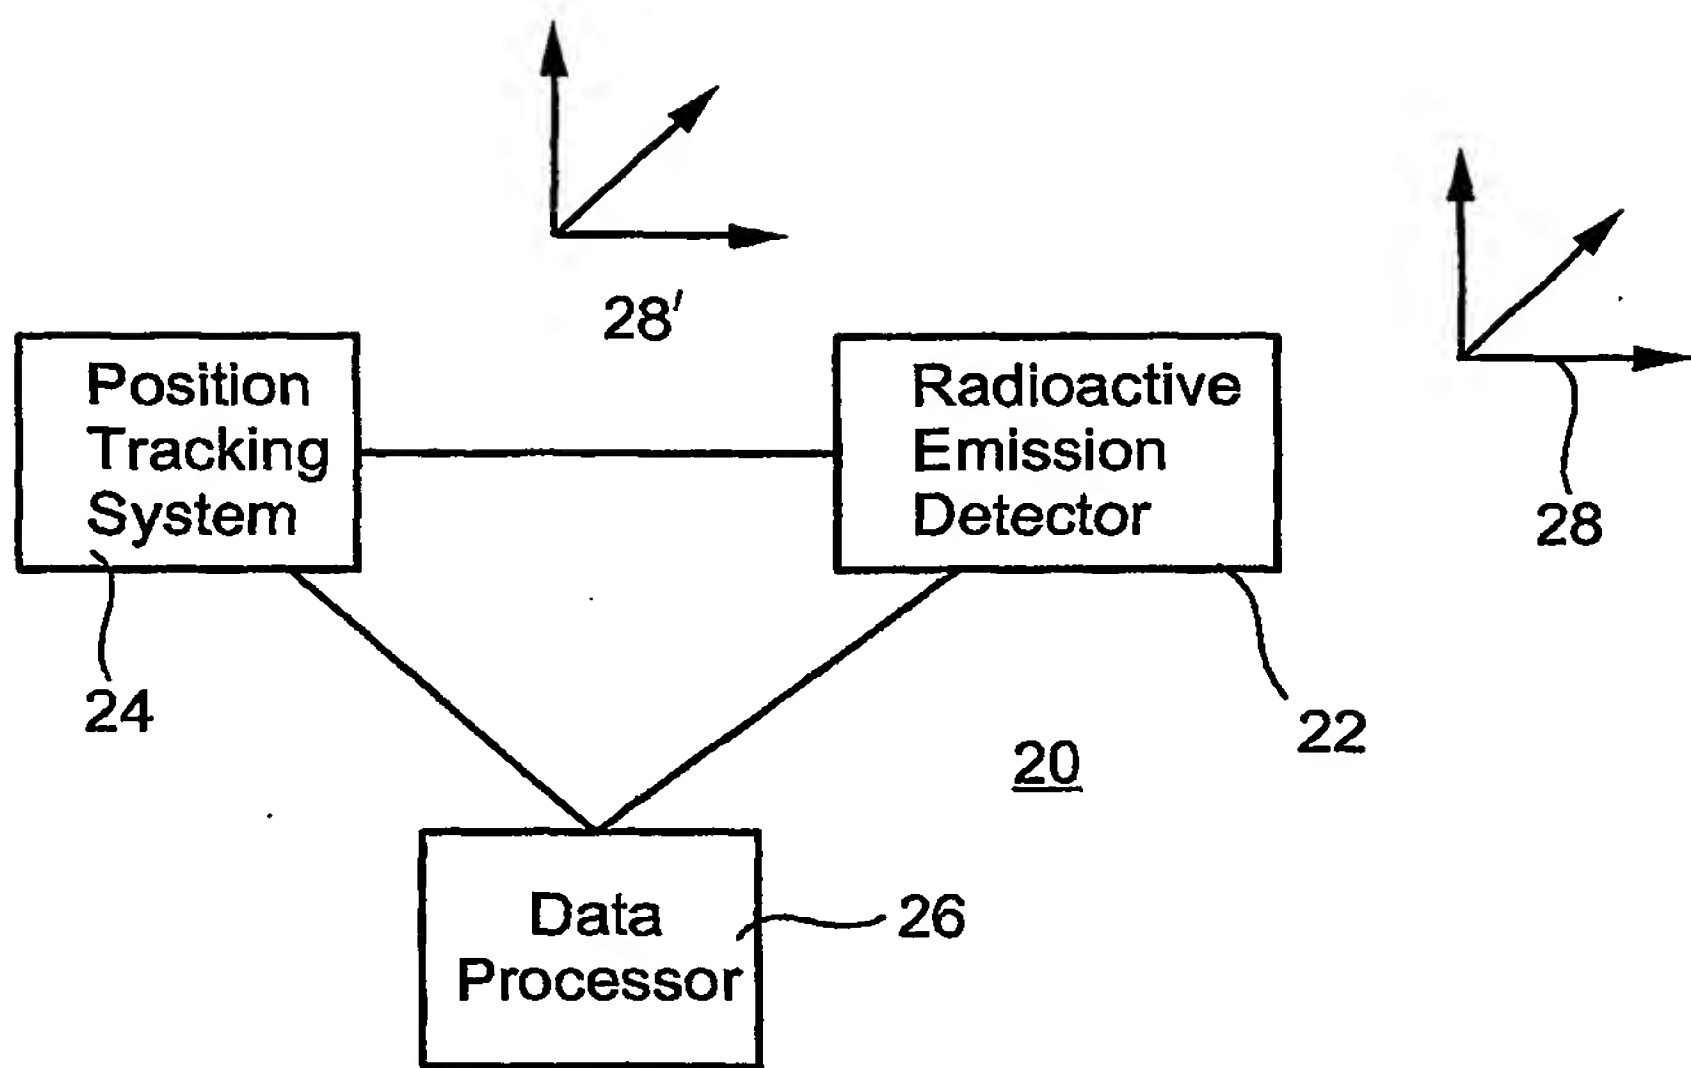 28'
Position
Tracking
System
Radioactive
Emission
Detector
28
24
22
20
Data
Processor
26